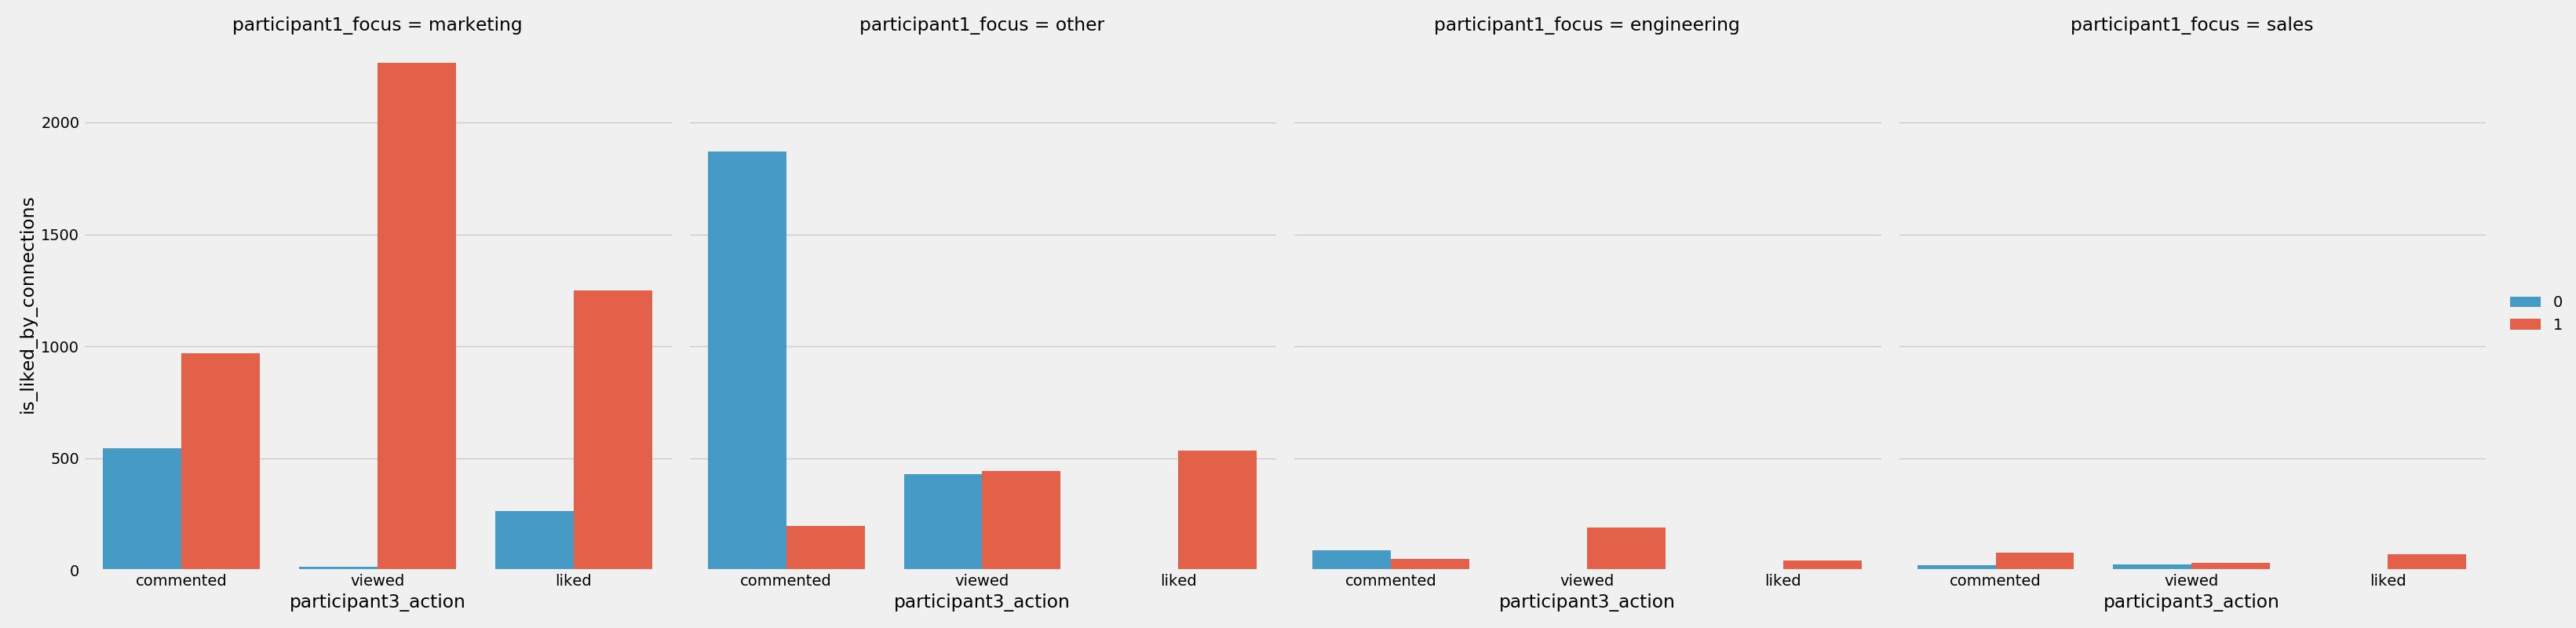 participant1_focus = marketing
participant1_focus = other
participant1_focus = engineering
participant1_focus = sales
is_liked_by_connections
2000
1500
1000
500
0
commented viewed liked
commented viewed liked
commented viewed liked
commented viewed liked
participant3_action
participant3_action
participant3_action
participant3_action
0
1